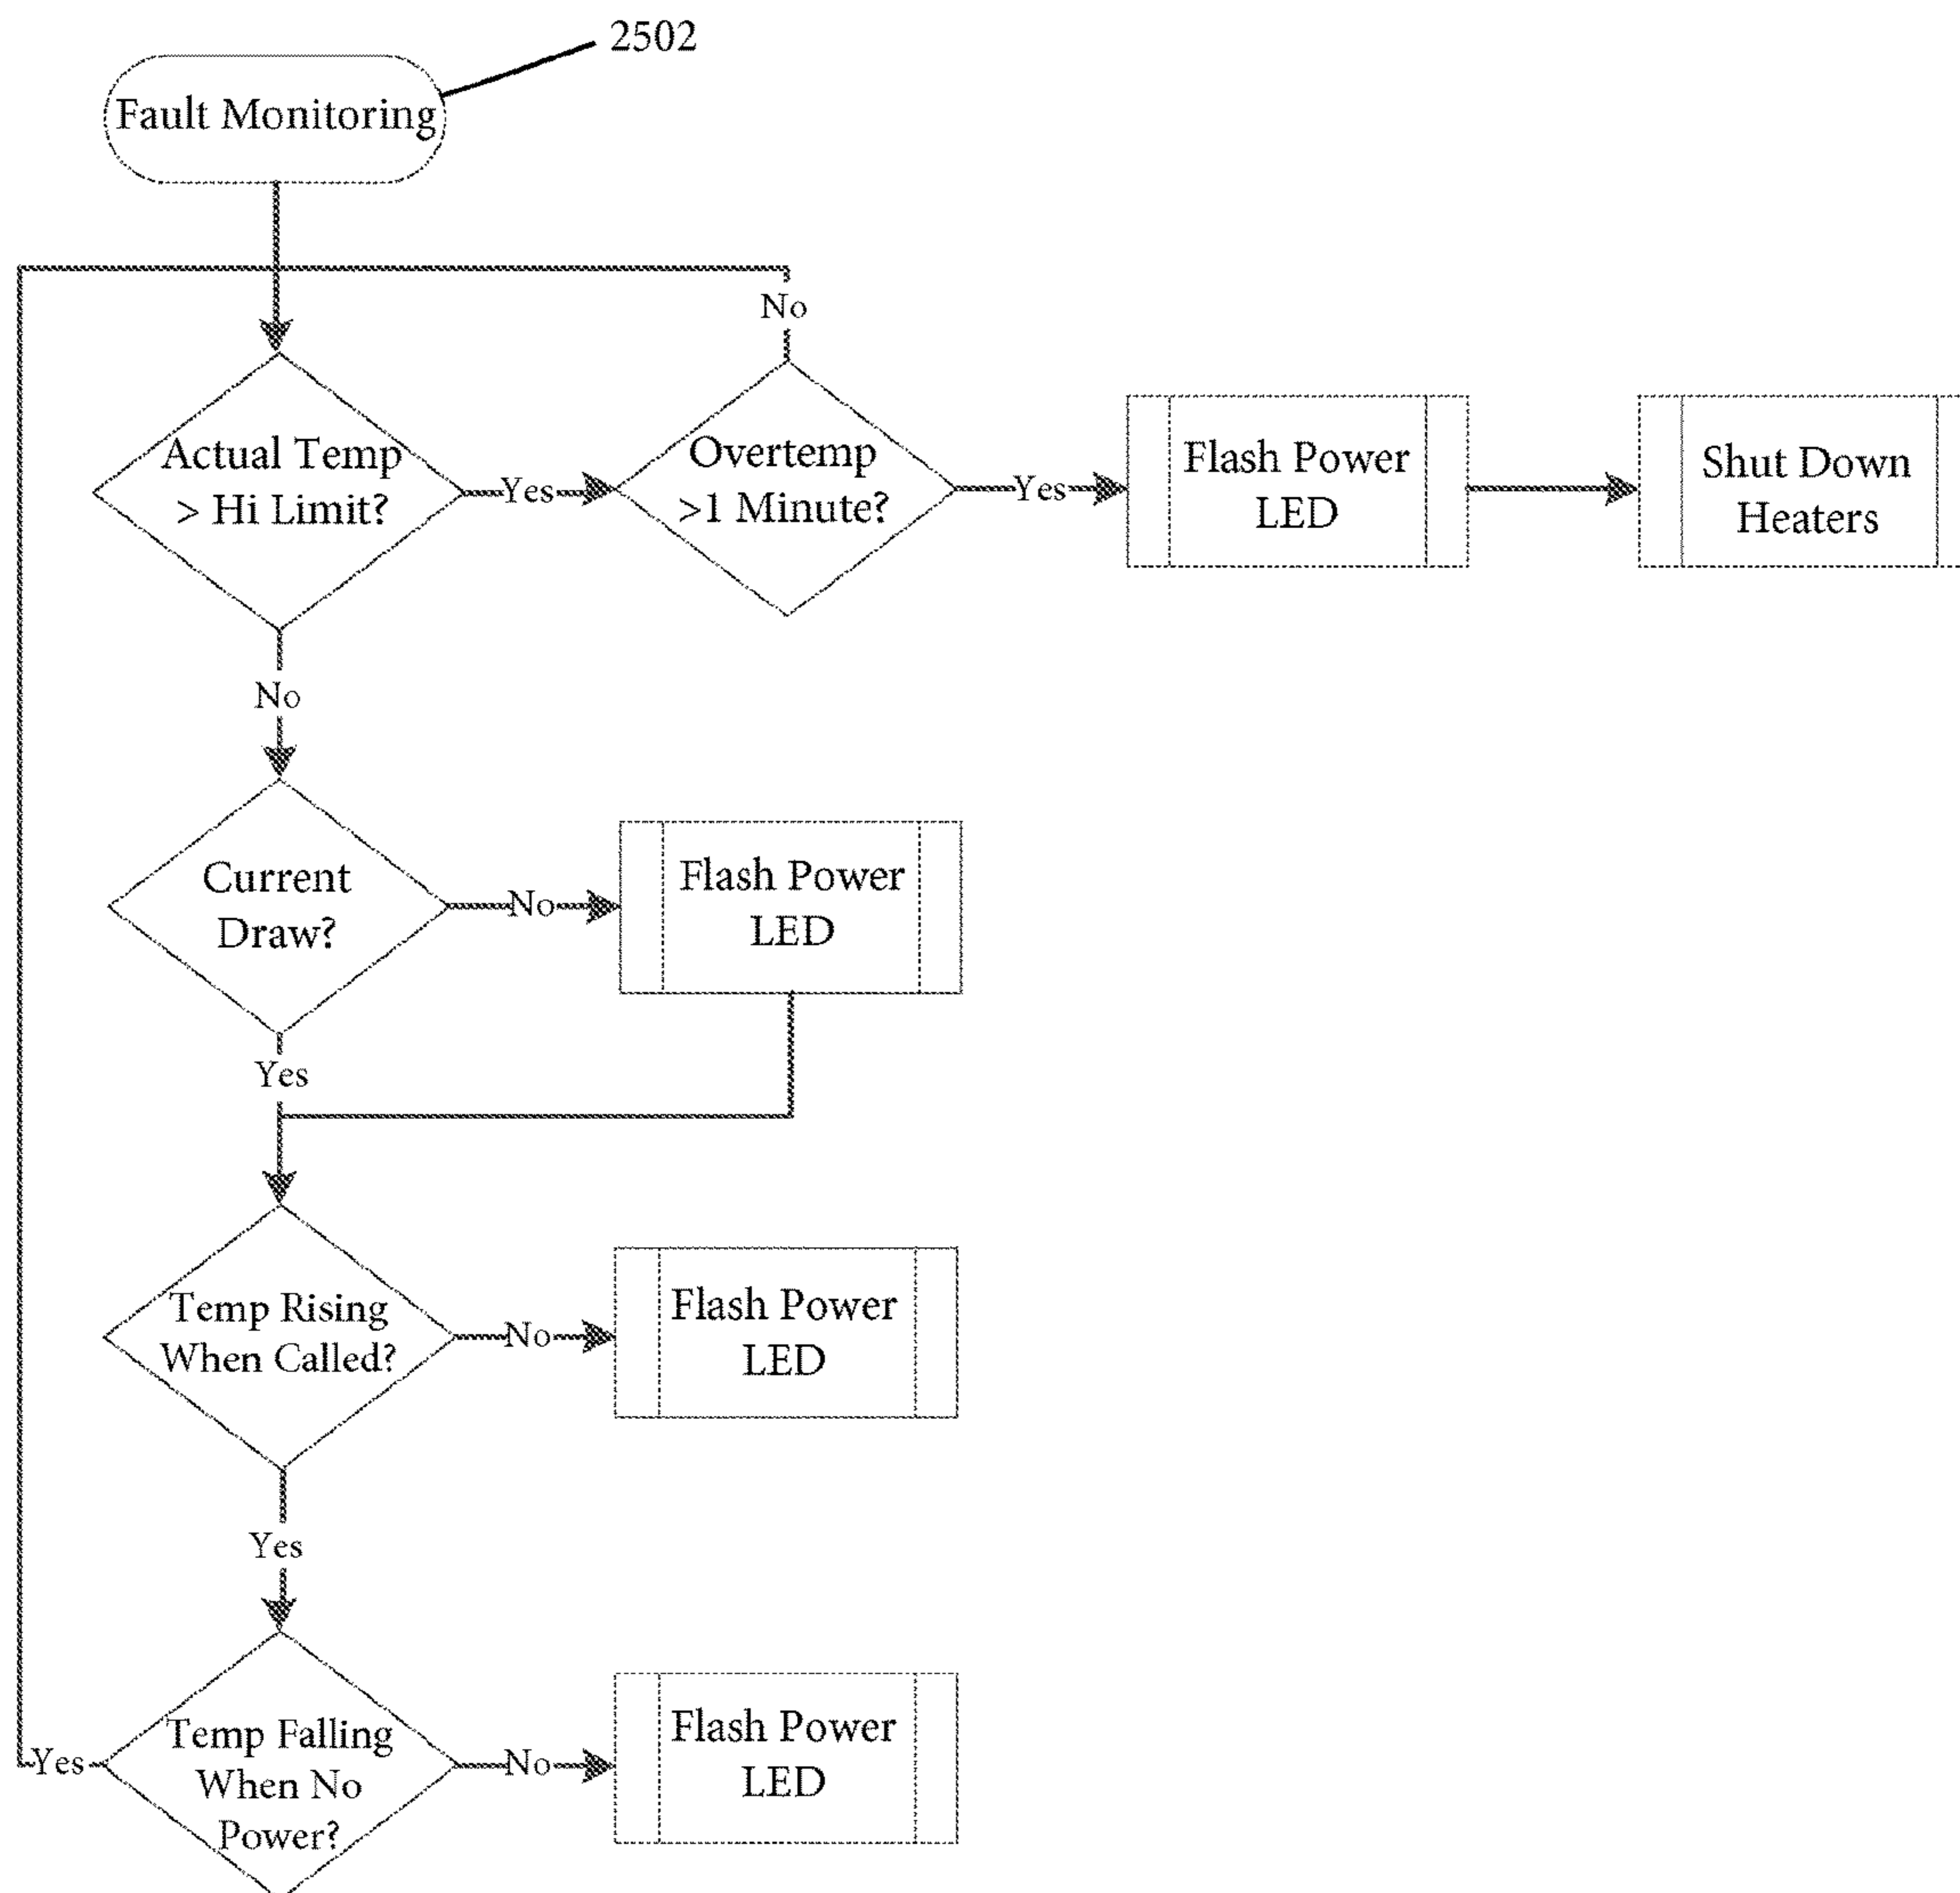 2502
Fault Monitoring
No
Actual Temp
> Hi Limit?
Yes
Overtemp
>1 Minute?
Yes
Flash Power
LED
Shut Down
Heaters
No
Current
Draw?
No
Flash Power
LED
Yes
Temp Rising
When Called?
No
Flash Power
LED
Yes
Yes
Temp Falling
When No
Power?
No
Flash Power
LED